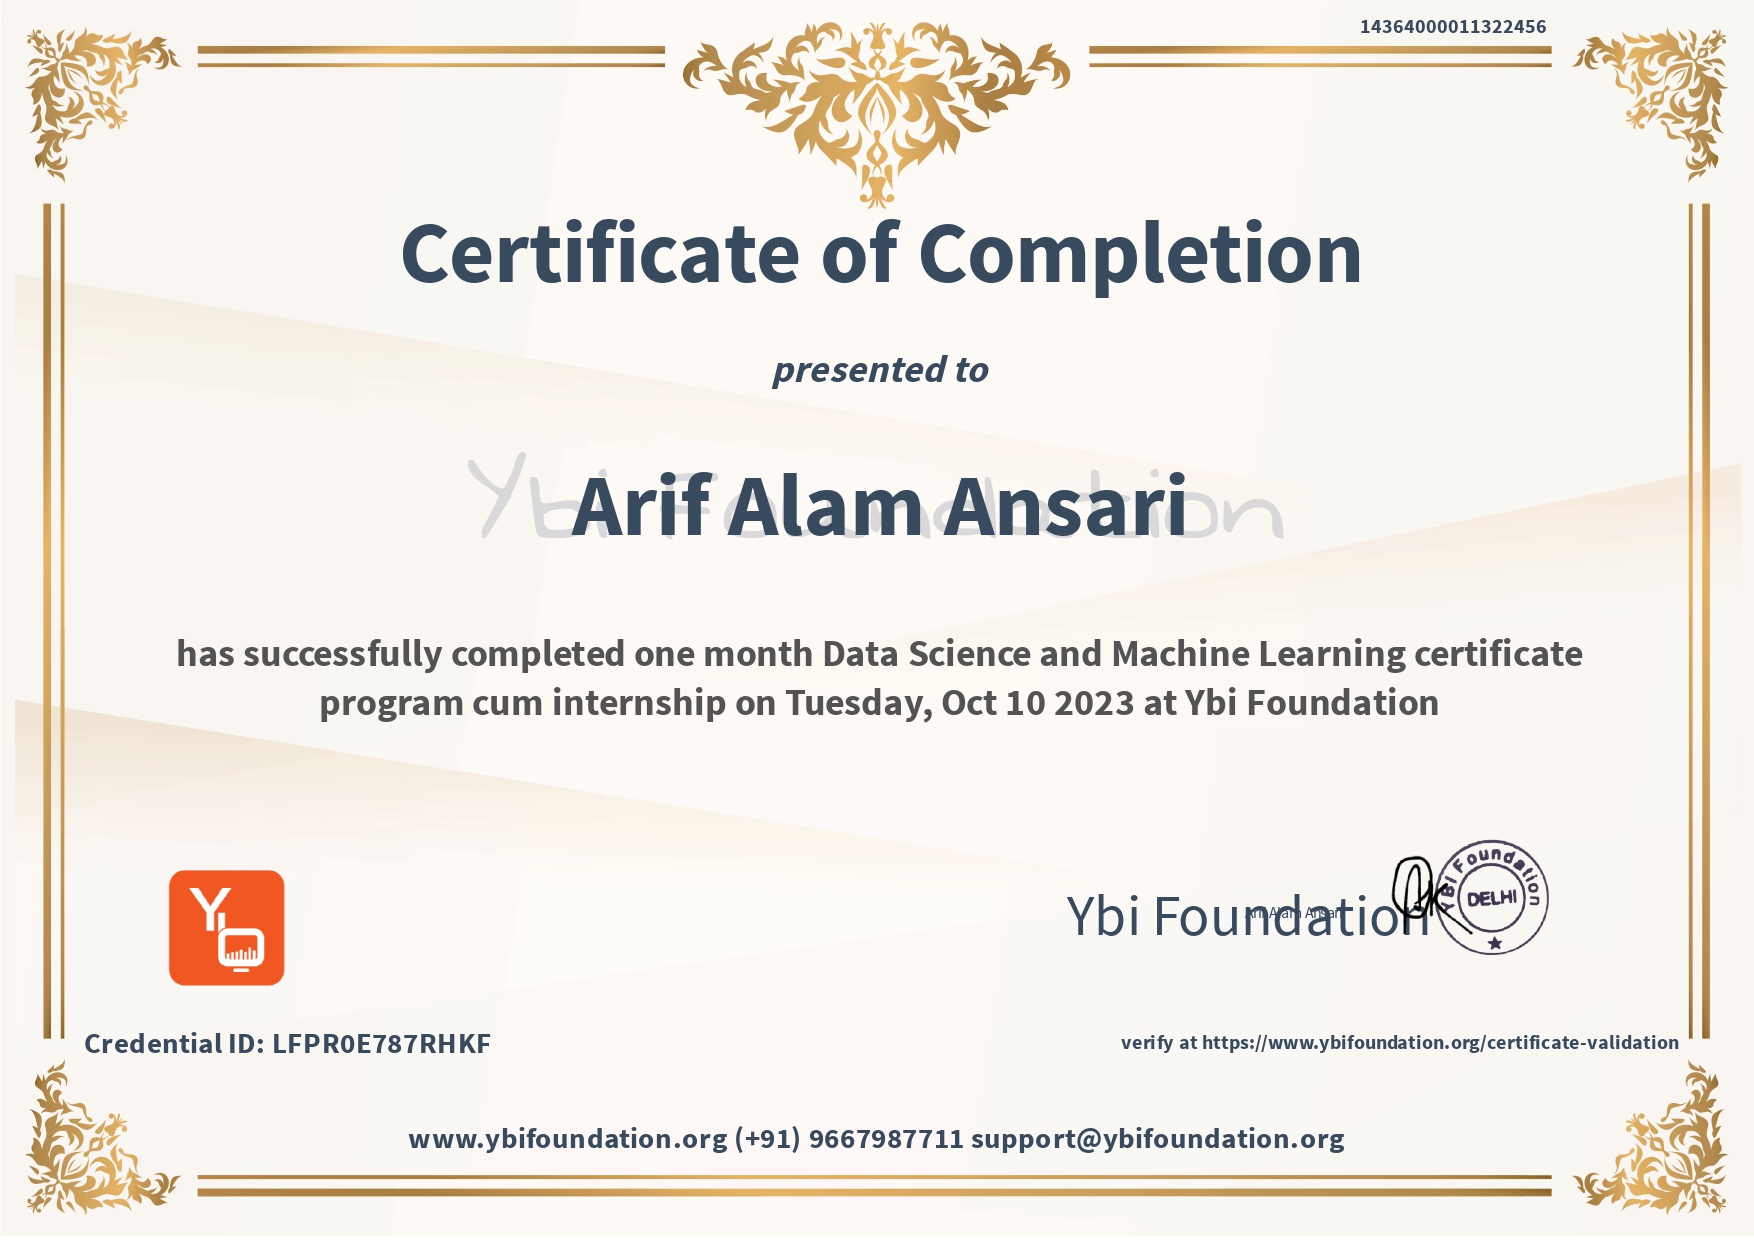 14364000011322456
Certificate of Completion
presented to
Ybi Foundation
Arif Alam Ansari
has successfully completed one month Data Science and Machine Learning certificate
program cum internship on Tuesday, Oct 10 2023 at Ybi Foundation
Y
Ybi Foundation
Arif Alam Ansari
Ybi Foundation
DELHI
Credential ID: LFPR0E787RHKF
verify at https://www.ybifoundation.org/certificate-validation
www.ybifoundation.org (+91) 9667987711 support@ybifoundation.org